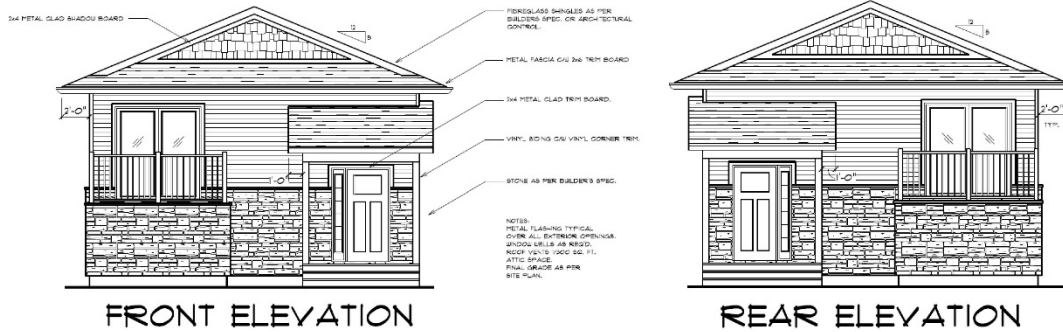 2x4 METAL CLAD SHADOW BOARD
12
8
FIBREGLASS SHINGLES AS PER
BUILDERS SPEC. OR ARCHITECTURAL
CONTROL.
METAL FASCIA C/W 2x6 TRIM BOARD
2'-0"
2x4 METAL CLAD TRIM BOARD.
VINYL SIDING C/W VINYL CORNER TRIM.
1'-0"
STONE AS PER BUILDER'S SPEC.
NOTES:
METAL FLASHING TYPICAL
OVER ALL EXTERIOR OPENINGS.
WINDOW WELLS AS REQ'D.
ROOF VENTS 1/300 SQ. FT.
ATTIC SPACE.
FINAL GRADE AS PER
SITE PLAN.
FRONT ELEVATION
12
8
2'-0"
TYP.
1'-0"
REAR ELEVATION